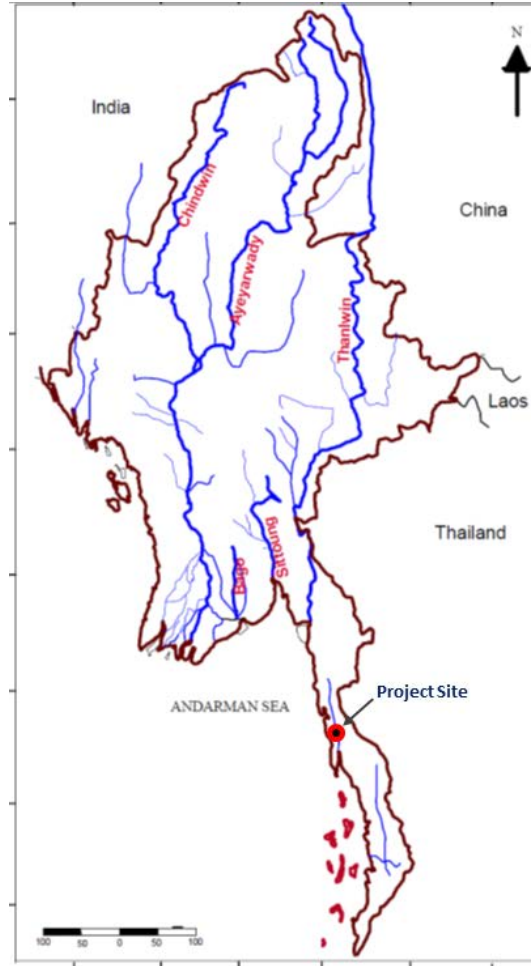 N
India
China
Chindwin
Ayeyarwady
Thanlwin
Laos
Thailand
Sittoung
Bago
Project Site
ANDARMAN SEA
100 50 0 50 100